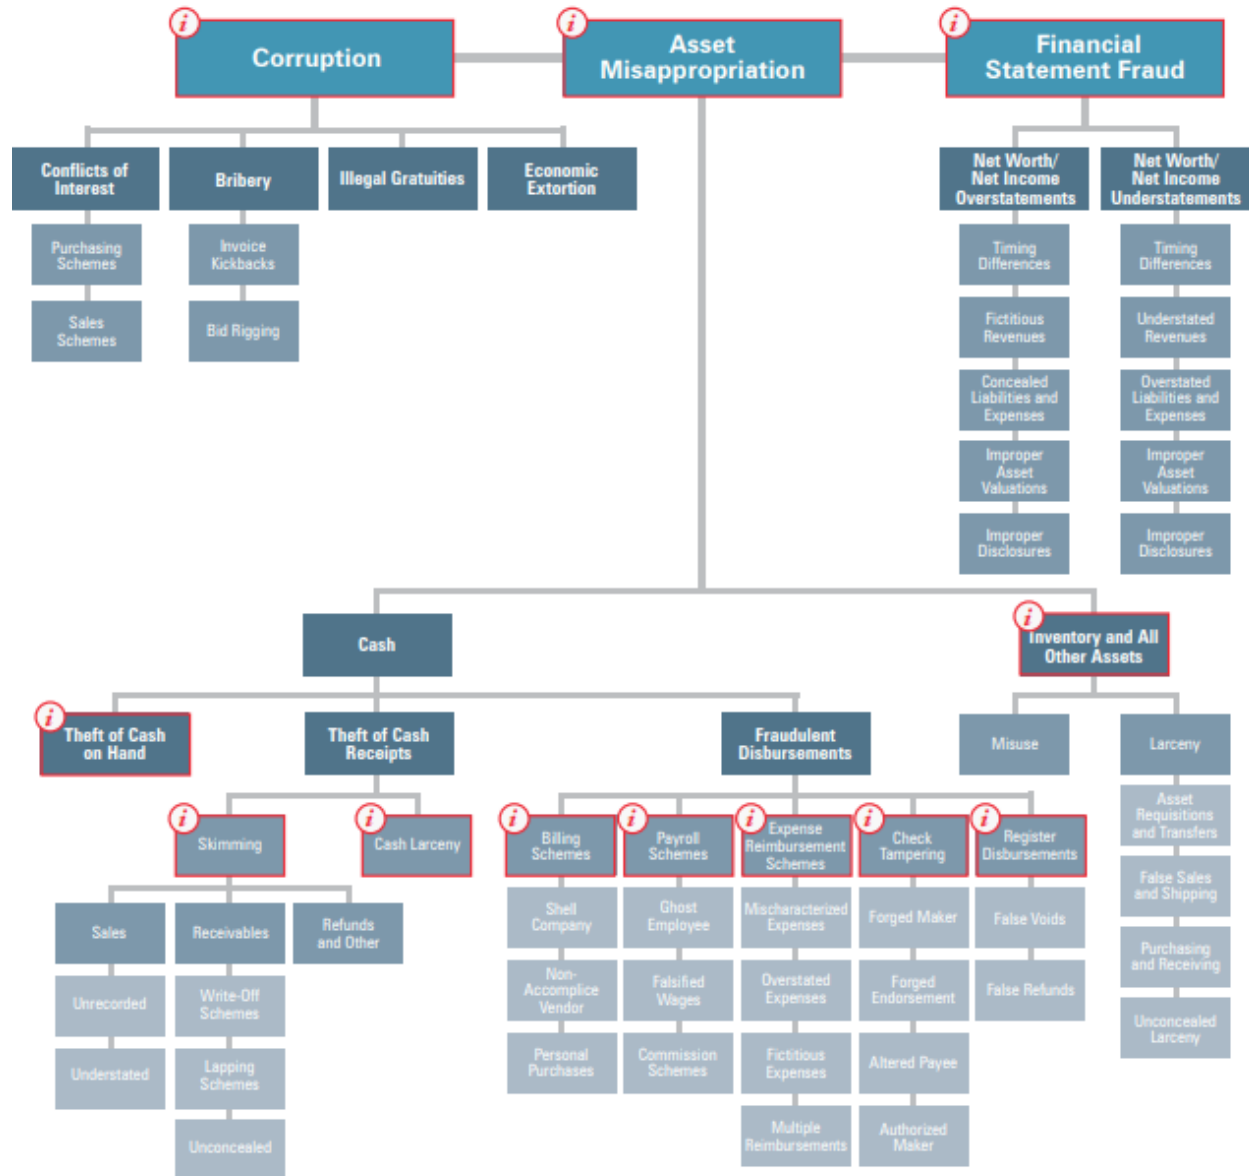 i
Corruption
i
Asset
Misappropriation
i
Financial
Statement Fraud
Conflicts of
Interest
Bribery
Illegal Gratuities
Economic
Extortion
Net Worth/
Net Income
Overstatements
Net Worth/
Net Income
Understatements
Purchasing
Schemes
Sales
Schemes
Invoice
Kickbacks
Bid Rigging
Timing
Differences
Fictitious
Revenues
Concealed
Liabilities and
Expenses
Improper
Asset
Valuations
Improper
Disclosures
Timing
Differences
Understated
Revenues
Overstated
Liabilities and
Expenses
Improper
Asset
Valuations
Improper
Disclosures
Cash
i
Inventory and All
Other Assets
i
Theft of Cash
on Hand
Theft of Cash
Receipts
Fraudulent
Disbursements
Misuse
Larceny
i
Skimming
i
Cash Larceny
i
Billing
Schemes
i
Payroll
Schemes
i
Expense
Reimbursement
Schemes
i
Check
Tampering
i
Register
Disbursements
Asset
Requisitions
and Transfers
False Sales
and Shipping
Purchasing
and Receiving
Unconcealed
Larceny
Sales
Unrecorded
Understated
Receivables
Write-Off
Schemes
Lapping
Schemes
Unconcealed
Refunds
and Other
Shell
Company
Non-
Accomplice
Vendor
Personal
Purchases
Ghost
Employee
Falsified
Wages
Commission
Schemes
Mischaracterized
Expenses
Overstated
Expenses
Fictitious
Expenses
Multiple
Reimbursements
Forged Maker
Forged
Endorsement
Altered Payee
Authorized
Maker
False Voids
False Refunds